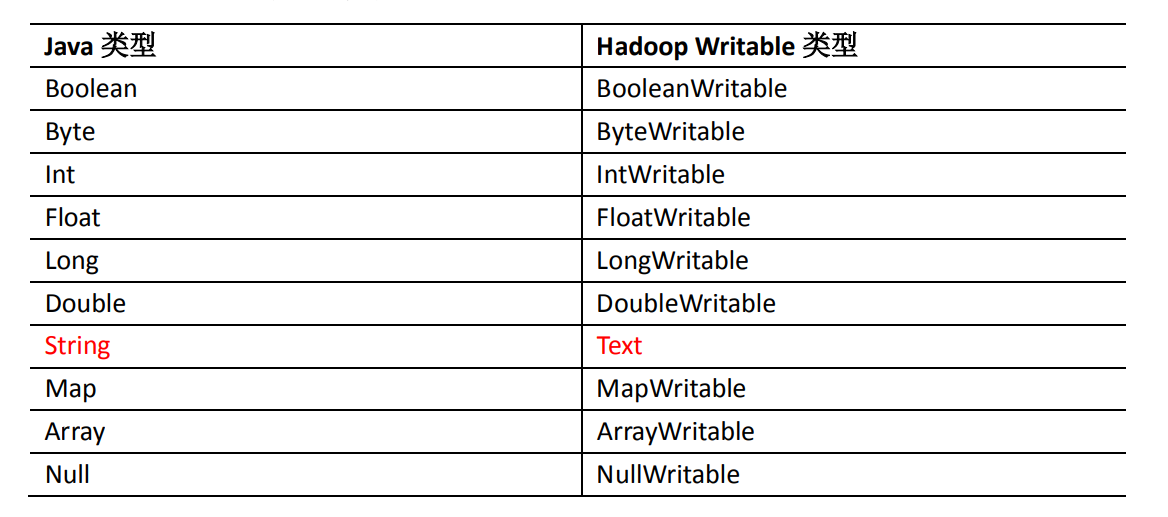 Java 类型 Hadoop Writable 类型
Boolean BooleanWritable
Byte ByteWritable
Int IntWritable
Float FloatWritable
Long LongWritable
Double DoubleWritable
String Text
Map MapWritable
Array ArrayWritable
Null NullWritable